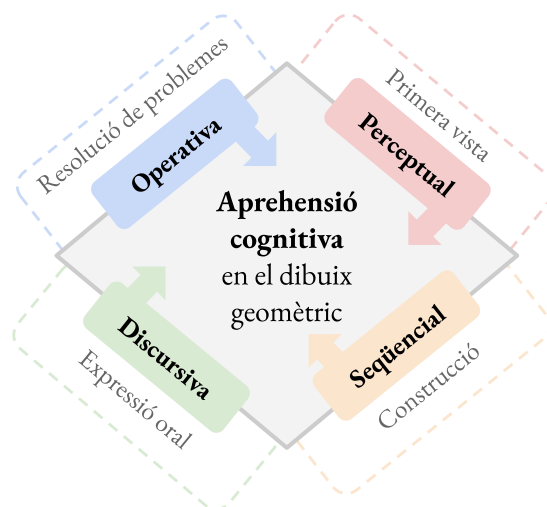 Resolució de problemes
Operativa
Primera vista
Perceptual
Aprehensió
cognitiva
en el dibuix
geomètric
Discursiva
Expressió oral
Seqüencial
Construcció